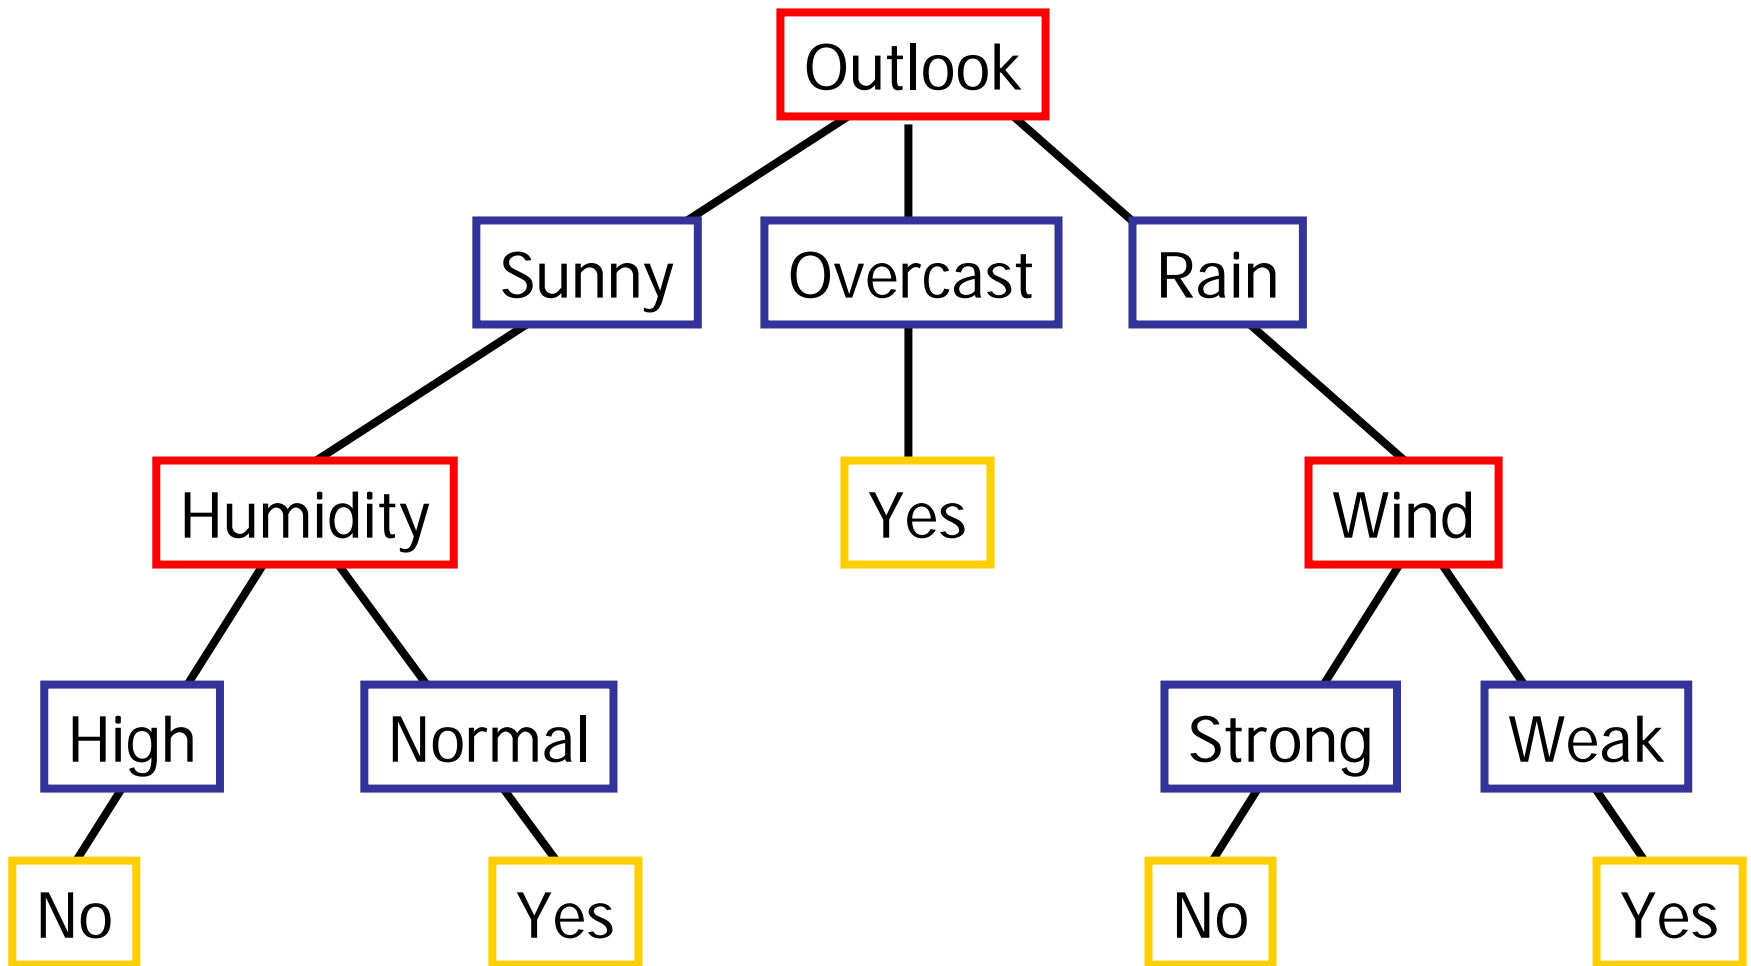 Outlook
Sunny
Overcast
Rain
Humidity
Yes
Wind
High
Normal
Strong
Weak
No
Yes
No
Yes